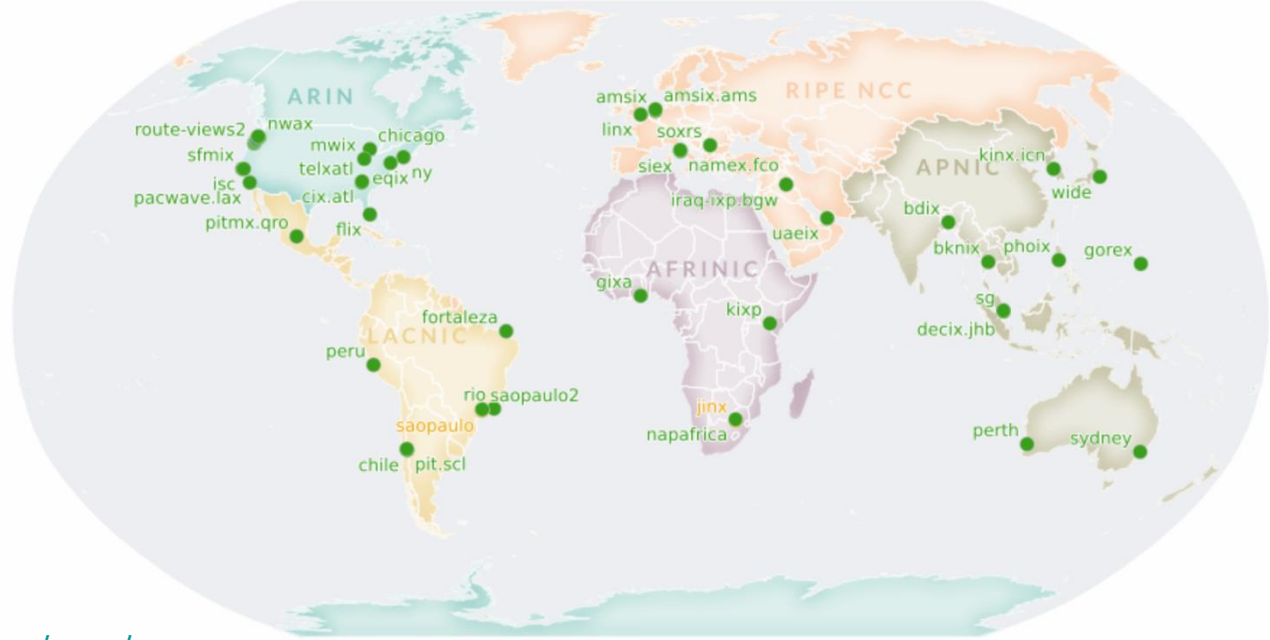 ARIN
RIPE NCC
amsix
amsix.ams
route-views2
nwax
linx
soxrs
mwix
chicago
sfmix
telxatl
eqix
ny
siex
namex.fco
APNIC
kinx.icn
isc
pacwave.lax
cix.atl
iraq-ixp.bgw
wide
pitmx.qro
flix
uaeix
bdix
bknix
phoix
gorex
AFRINIC
gixa
kixp
sg
decix.jhb
fortaleza
LACNIC
peru
rio
saopaulo2
saopaulo
jinx
napafrica
perth
sydney
chile
pit.scl